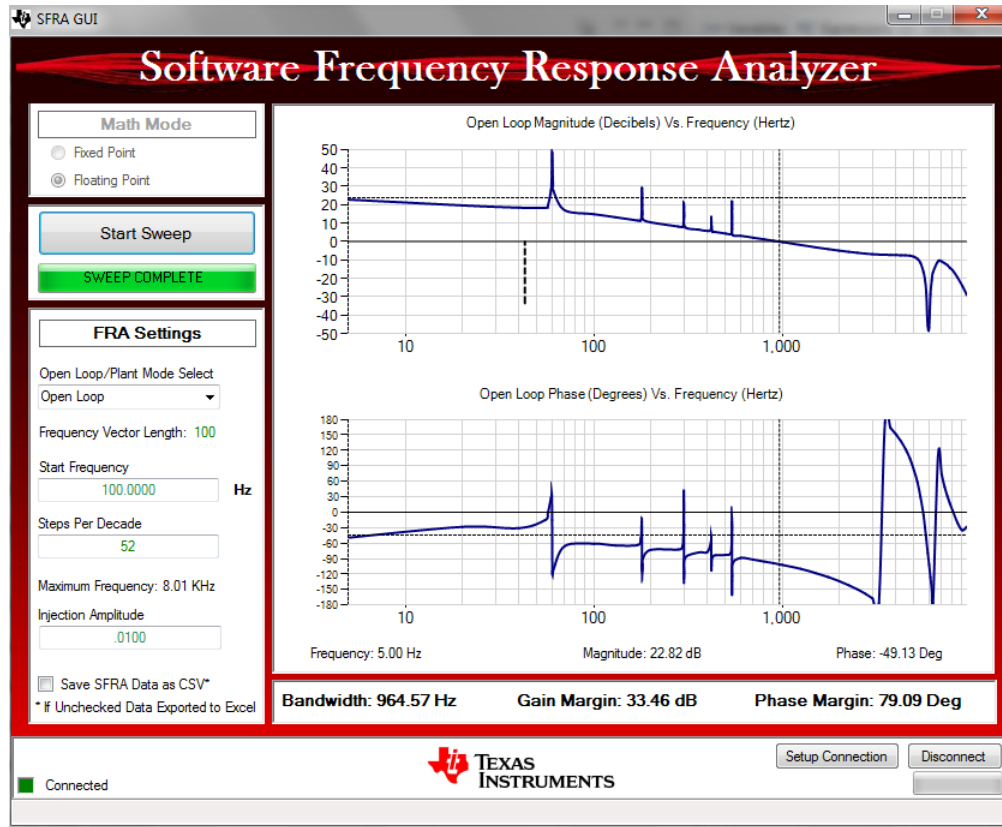 SFRA GUI
Software Frequency Response Analyzer
Math Mode
Fixed Point
Floating Point
Start Sweep
SWEEP COMPLETE
FRA Settings
Open Loop/Plant Mode Select
Open Loop
Frequency Vector Length: 100
Start Frequency
100.0000 Hz
Steps Per Decade
52
Maximum Frequency: 8.01 KHz
Injection Amplitude
.0100
Save SFRA Data as CSV*
* If Unchecked Data Exported to Excel
Open Loop Magnitude (Decibels) Vs. Frequency (Hertz)
50
40
30
20
10
0
-10
-20
-30
-40
-50
10 100 1,000
Open Loop Phase (Degrees) Vs. Frequency (Hertz)
180
150
120
90
60
30
0
-30
-60
-90
-120
-150
-180
10 100 1,000
Frequency: 5.00 Hz Magnitude: 22.82 dB Phase: -49.13 Deg
Bandwidth: 964.57 Hz Gain Margin: 33.46 dB Phase Margin: 79.09 Deg
Connected
TEXAS
INSTRUMENTS
Setup Connection Disconnect